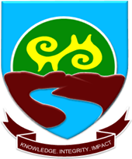 KNOWLEDGE, INTEGRITY, IMPACT